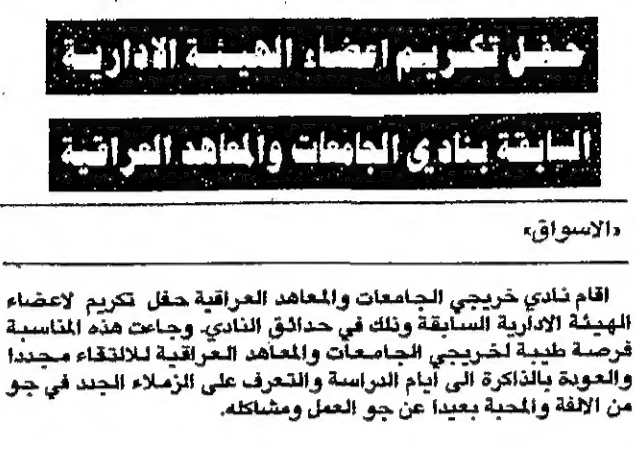 حفل تكريم اعضاء الهيئة الادارية
السابقة بنادي الجامعات والمعاهد العراقية
«الاسواق»
اقام نادي خريجي الجامعات والمعاهد العراقية حفل تكريم لاعضاء
الهيئة الادارية السابقة وذلك في حدائق النادي. وجاءت هذه المناسبة
فرصة طيبة لخريجي الجامعات والمعاهد العراقية للالتقاء مجددا
والعودة بالذاكرة الى أيام الدراسة والتعرف على الزملاء الجدد في جو
من الالفة والمحبة بعيدا عن جو العمل ومشاكله.